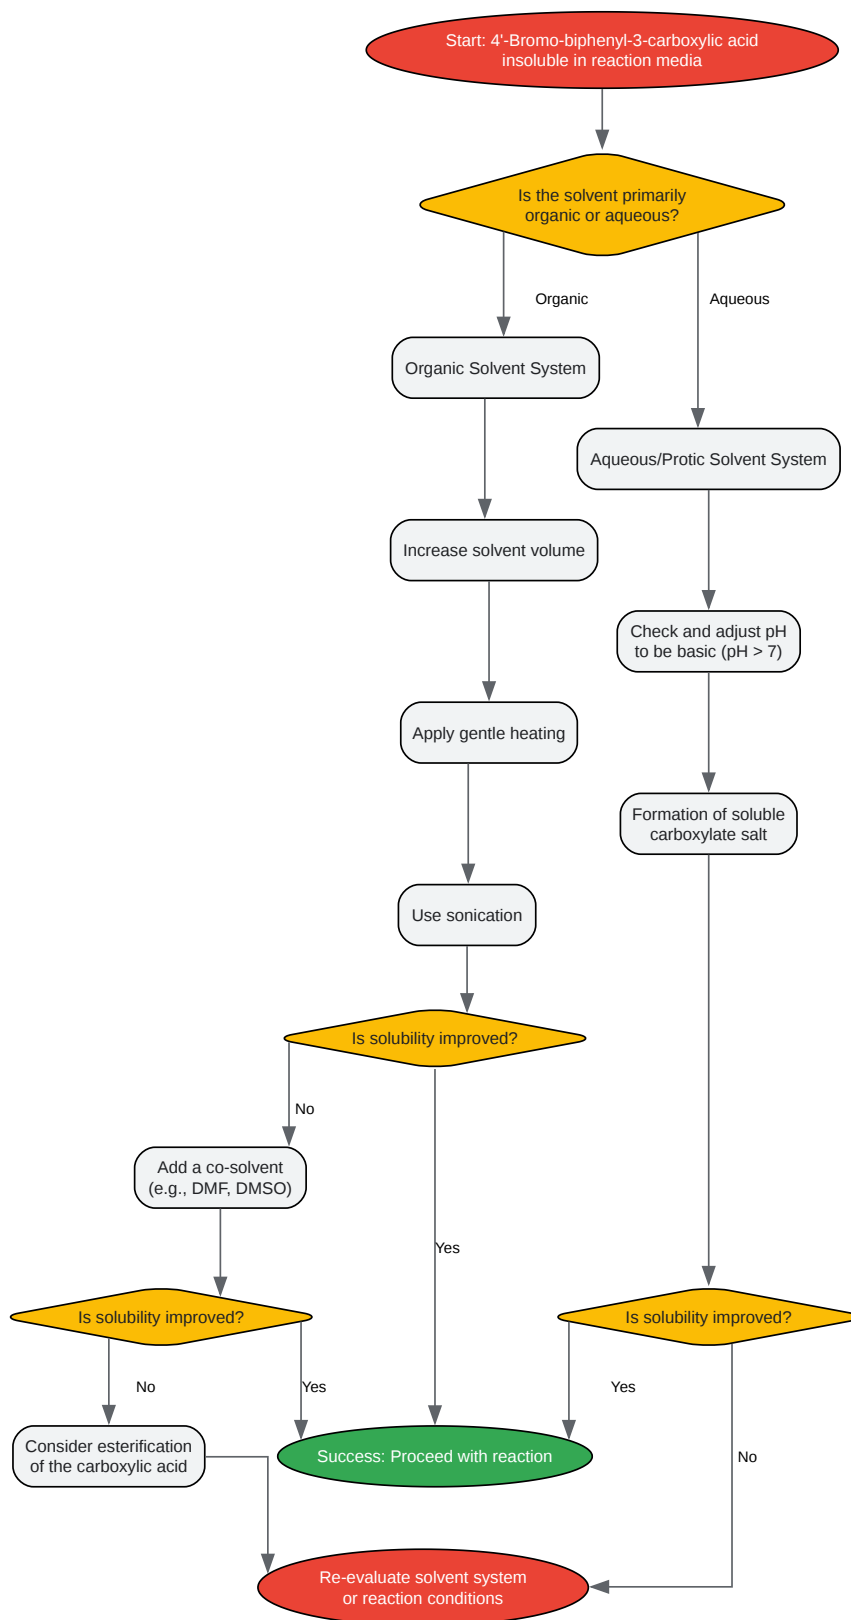 Start: 4'-Bromo-biphenyl-3-carboxylic acid
insoluble in reaction media
Is the solvent primarily
organic or aqueous?
Organic
Aqueous
Organic Solvent System
Aqueous/Protic Solvent System
Increase solvent volume
Check and adjust pH
to be basic (pH > 7)
Apply gentle heating
Formation of soluble
carboxylate salt
Use sonication
Is solubility improved?
No
Add a co-solvent
(e.g., DMF, DMSO)
Yes
Is solubility improved?
Is solubility improved?
No
Yes
Yes
Consider esterification
of the carboxylic acid
Success: Proceed with reaction
No
Re-evaluate solvent system
or reaction conditions